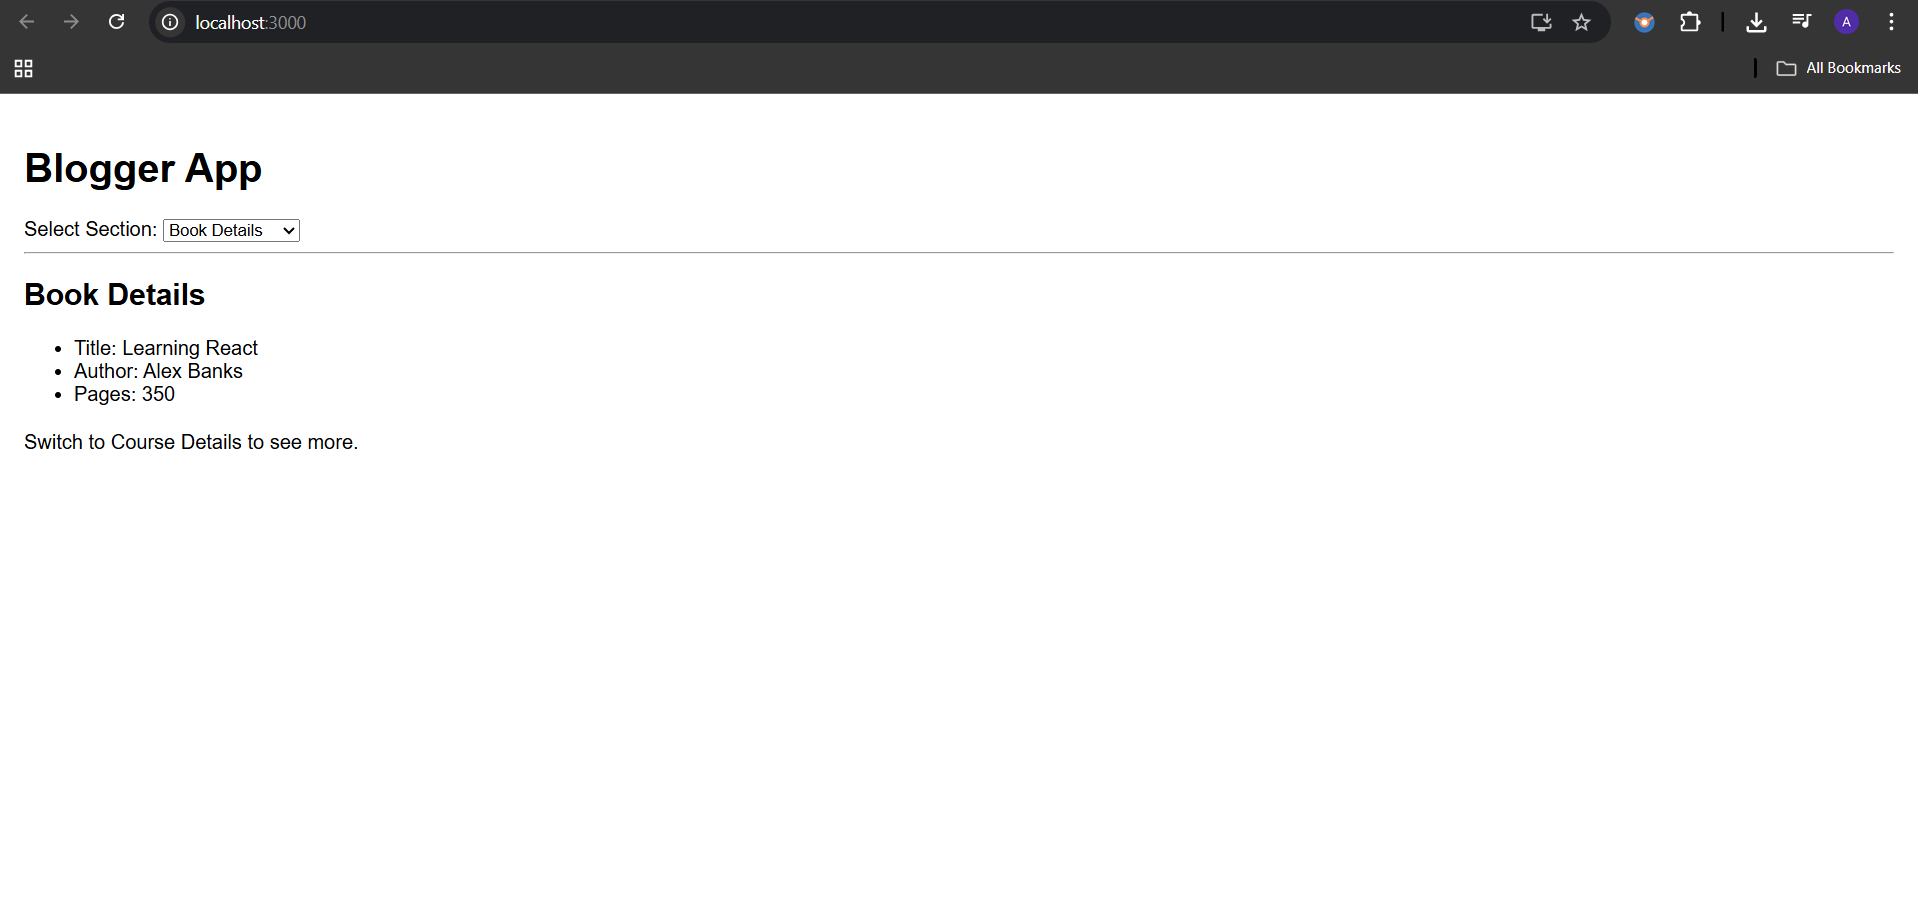 localhost:3000
A
All Bookmarks
Blogger App
Select Section: Book Details
Book Details
Title: Learning React
Author: Alex Banks
Pages: 350
Switch to Course Details to see more.